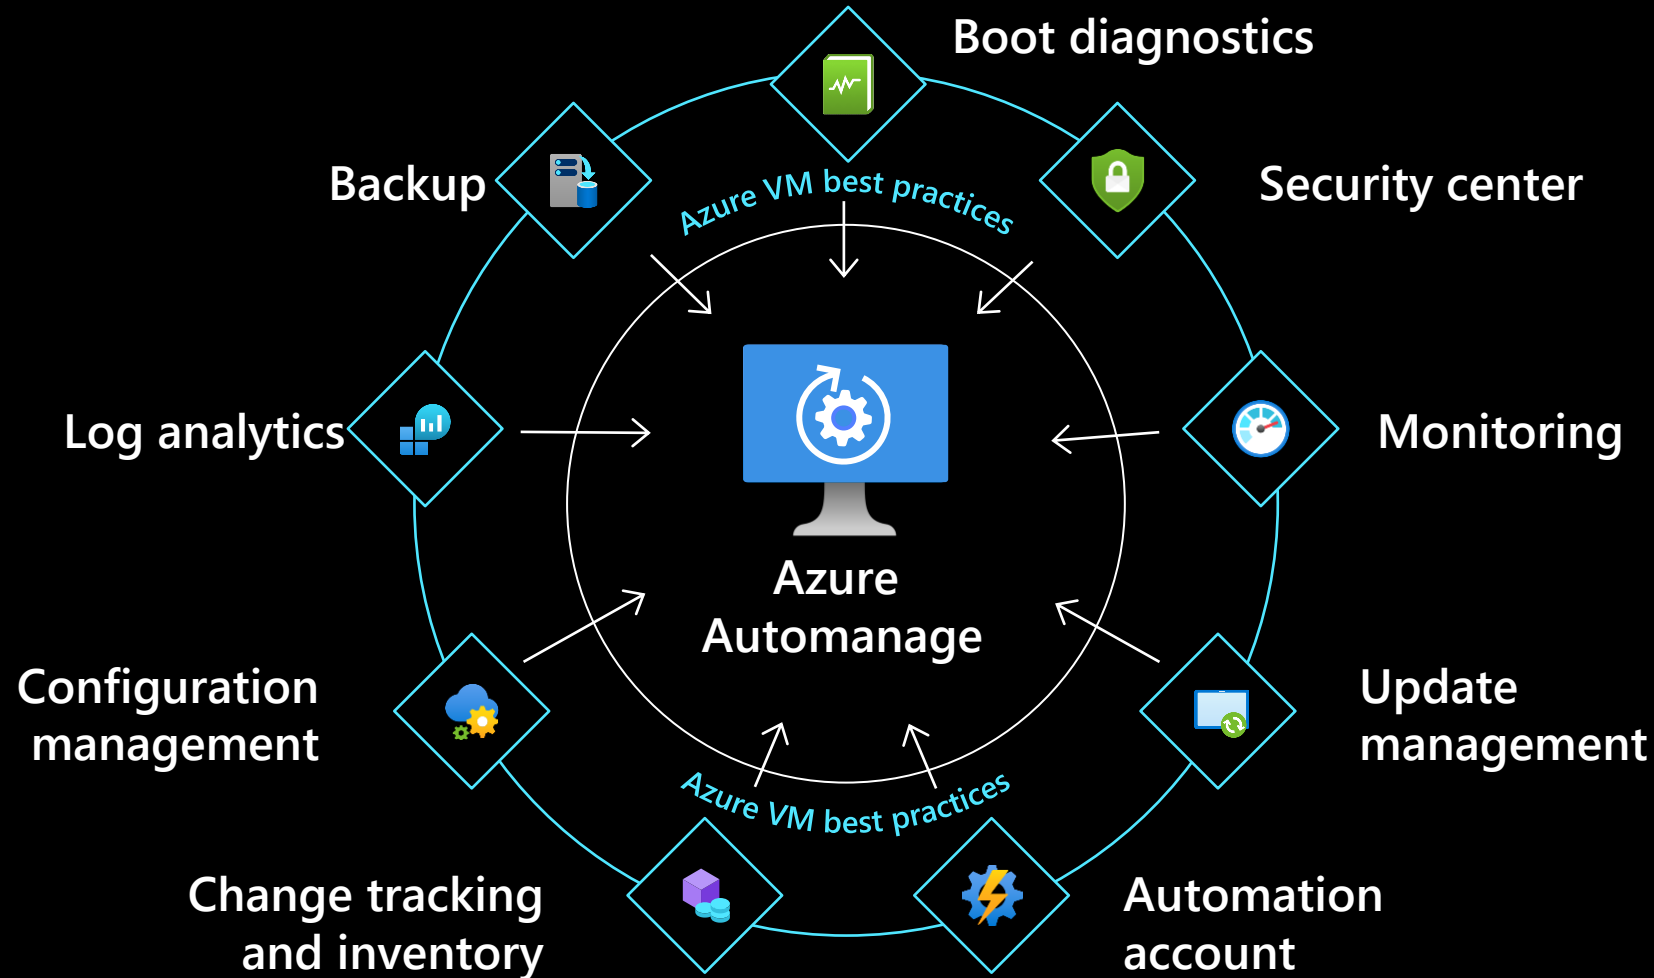 Boot diagnostics
Backup
Azure VM best practices
Security center
Log analytics
Monitoring
Azure
Automanage
Configuration
management
Update
management
Azure VM best practices
Change tracking
and inventory
Automation
account